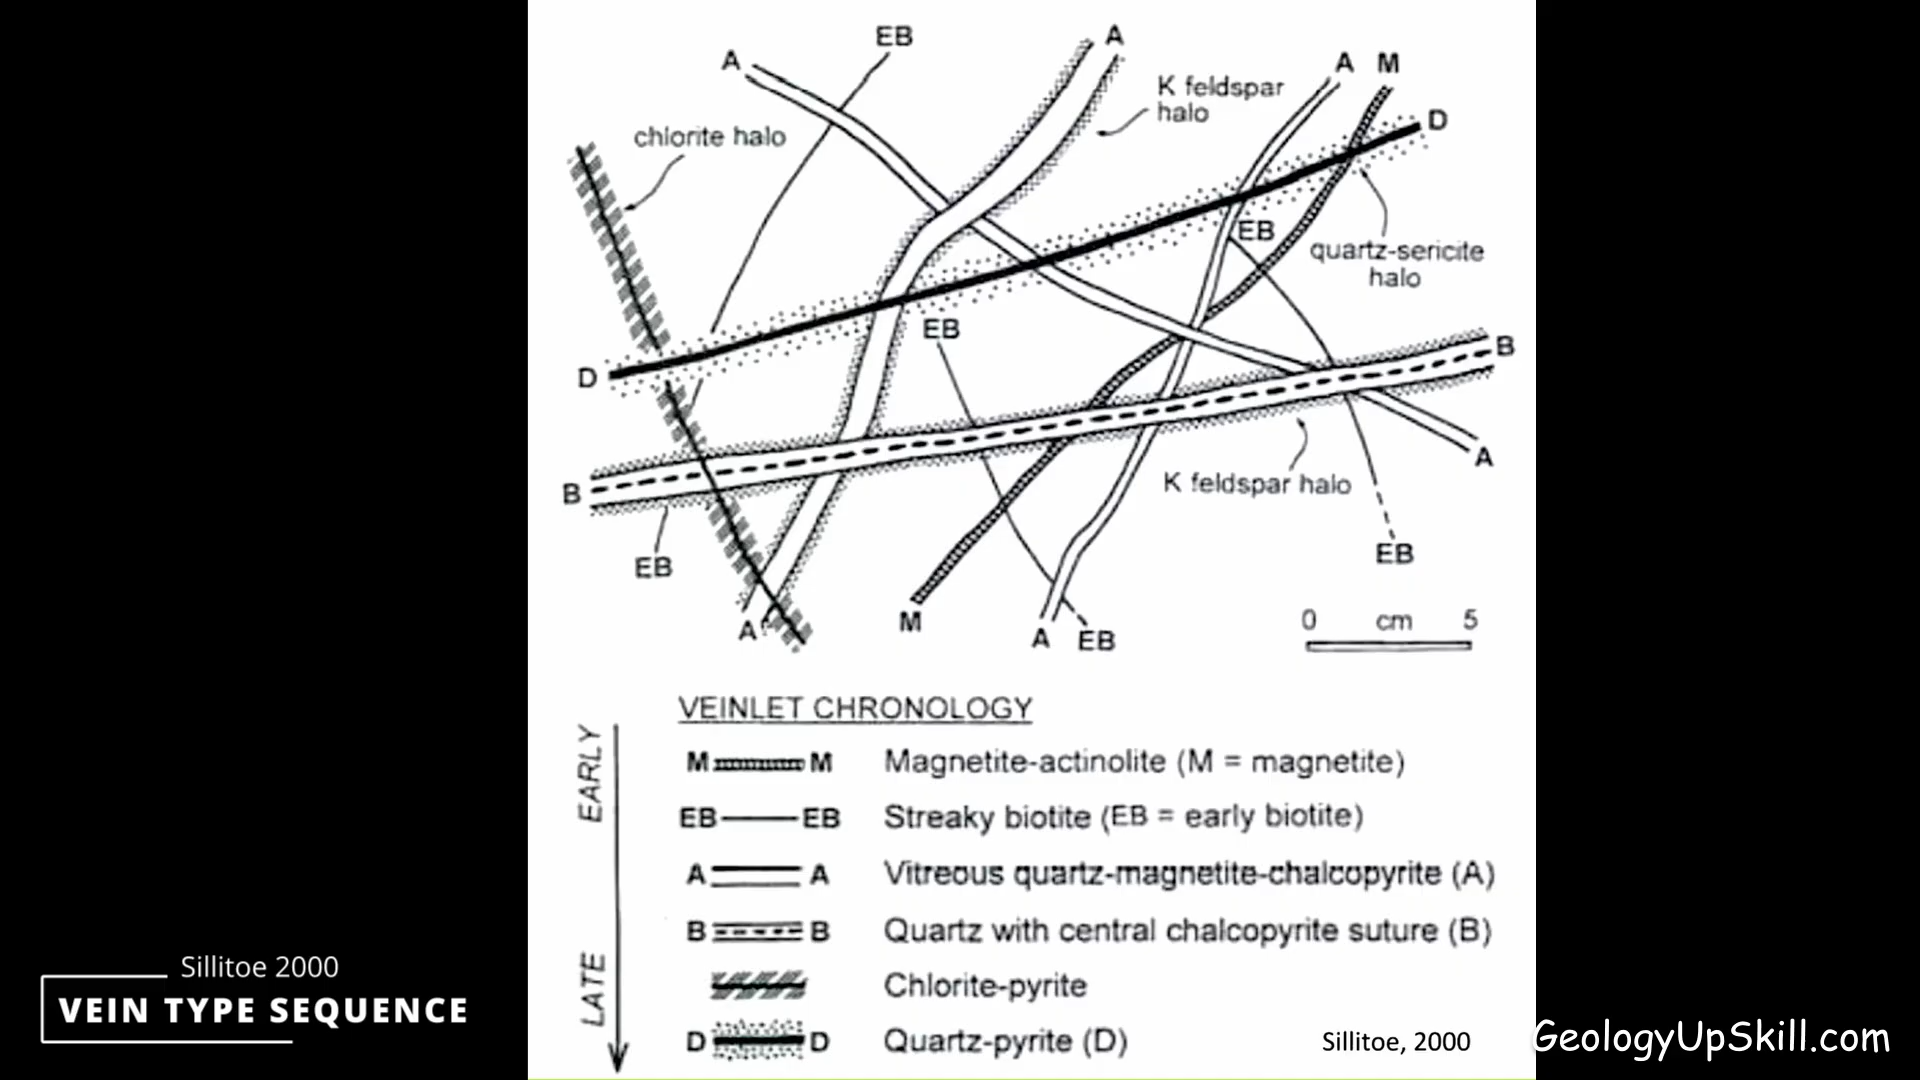 EB
A
A
A
M
K feldspar
halo
D
chlorite halo
EB
quartz-sericite
halo
EB
D
B
A
B
K feldspar halo
EB
EB
A
M
A
EB
0 cm 5
VEINLET CHRONOLOGY
EARLY
LATE
M M Magnetite-actinolite (M = magnetite)
EB EB Streaky biotite (EB = early biotite)
A A Vitreous quartz-magnetite-chalcopyrite (A)
B B Quartz with central chalcopyrite suture (B)
Chlorite-pyrite
D D Quartz-pyrite (D)
Sillitoe, 2000
Sillitoe 2000
VEIN TYPE SEQUENCE
GeologyUpSkill.com